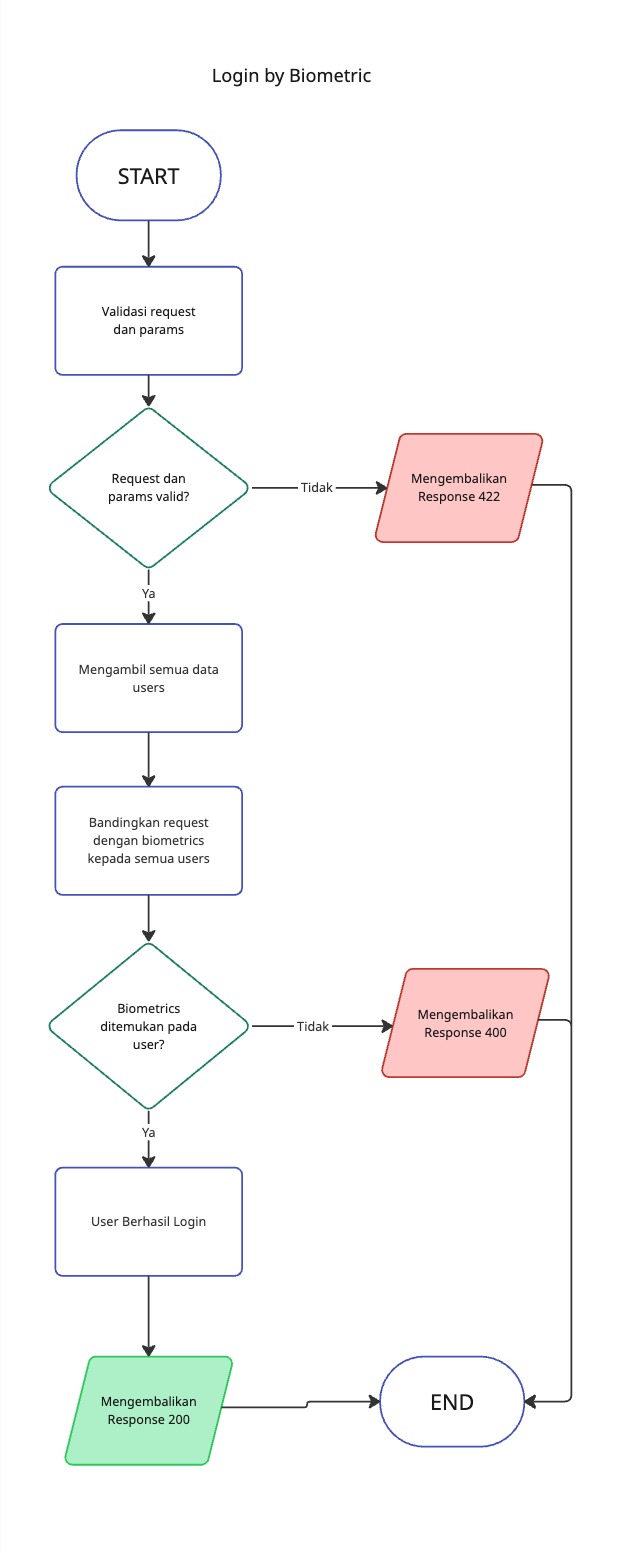 Login by Biometric
START
Validasi request
dan params
Request dan
params valid?
Tidak
Mengembalikan
Response 422
Ya
Mengambil semua data
users
Bandingkan request
dengan biometrics
kepada semua users
Biometrics
ditemukan pada
user?
Tidak
Mengembalikan
Response 400
Ya
User Berhasil Login
Mengembalikan
Response 200
END